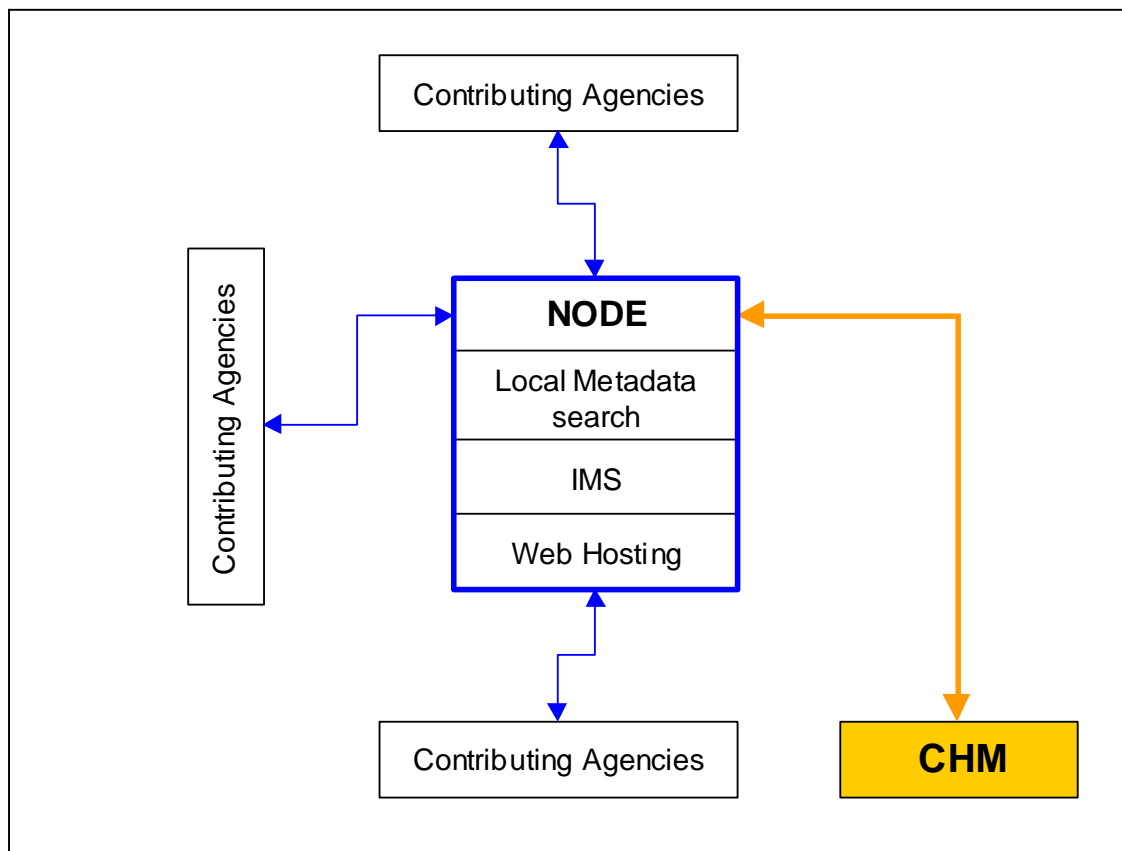 Contributing Agencies
Contributing Agencies
NODE
Local Metadata
search
IMS
Web Hosting
Contributing Agencies
CHM